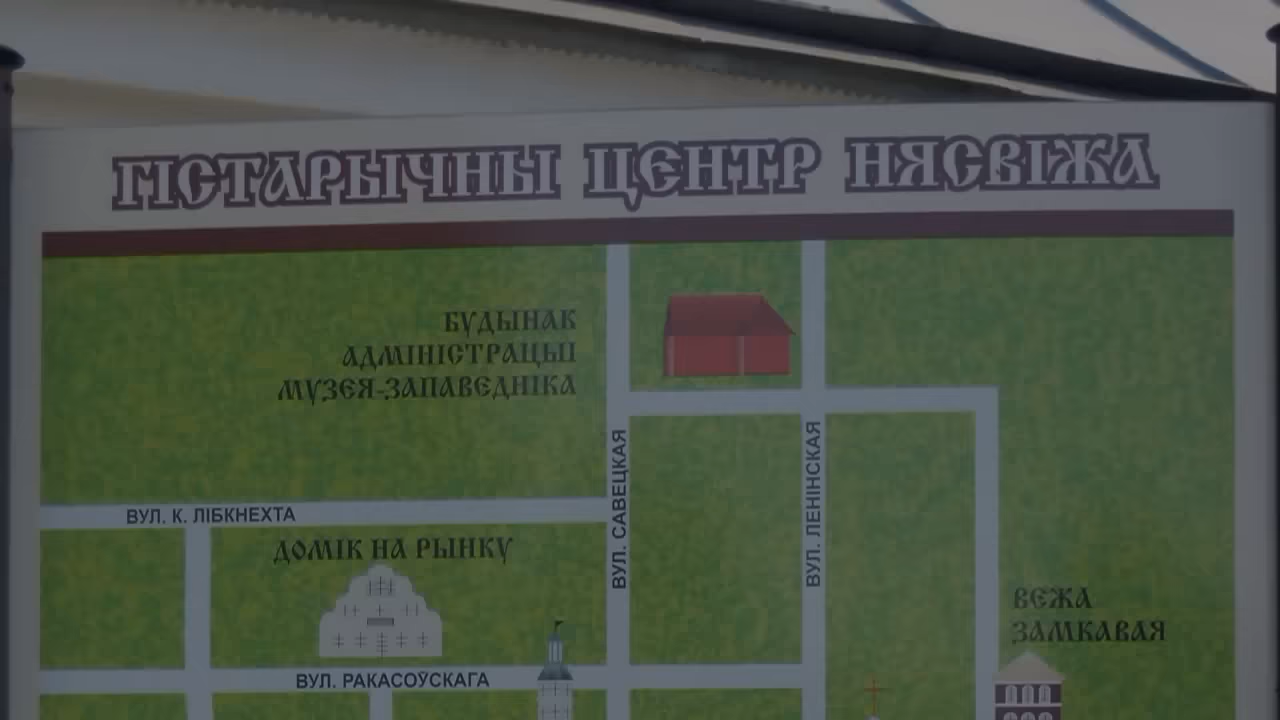 ГІСТАРЫЧНЫ ЦЕНТР НЯСВІЖА
БУДЫНАК
АДМІНІСТРАЦЫІ
МУЗЕЯ-ЗАПАВЕДНІКА
ВУЛ. САВЕЦКАЯ
ВУЛ. ЛЕНІНСКАЯ
ВУЛ. К. ЛІБКНЕХТА
ДОМІК НА РЫНКУ
ВЕЖА
ЗАМКАВАЯ
ВУЛ. РАКАСОЎСКАГА